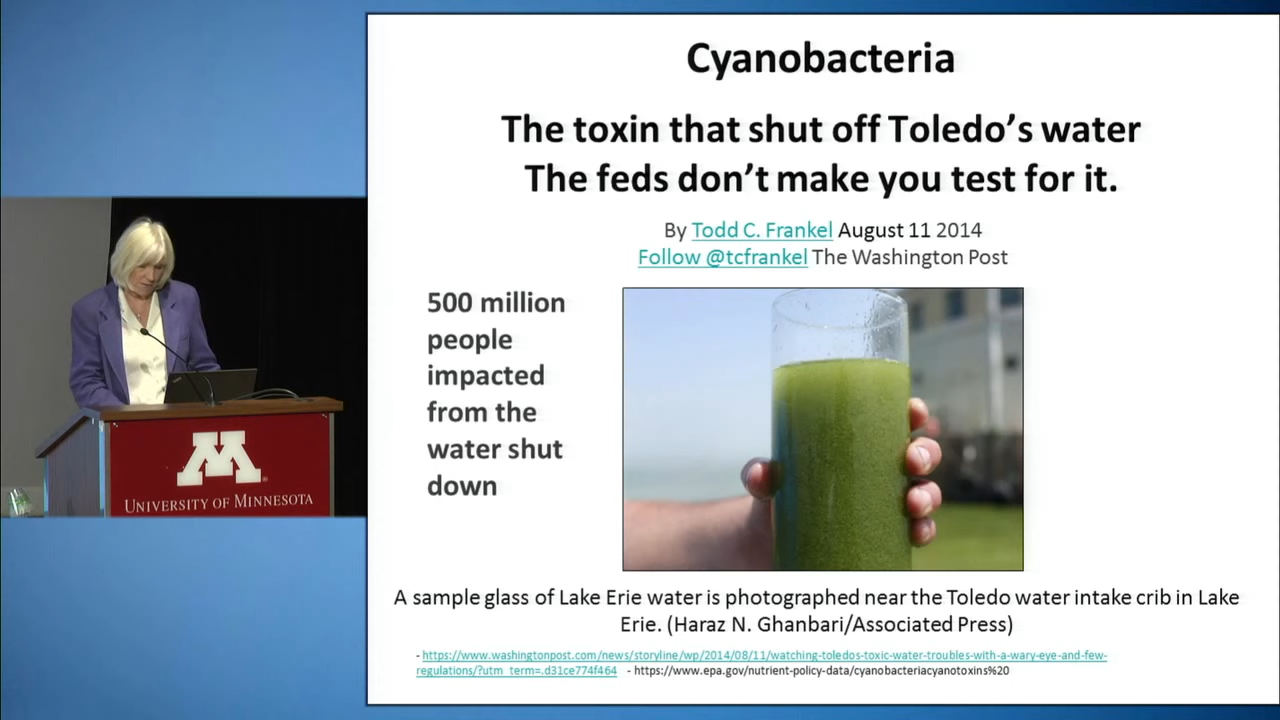 Cyanobacteria
The toxin that shut off Toledo's water
The feds don't make you test for it.
By Todd C. Frankel August 11 2014
Follow @tcfrankel The Washington Post
500 million
people
impacted
from the
water shut
down
A sample glass of Lake Erie water is photographed near the Toledo water intake crib in Lake
Erie. (Haraz N. Ghanbari/Associated Press)
- https://www.washingtonpost.com/news/storyline/wp/2014/08/11/watching-toledos-toxic-water-troubles-with-a-wary-eye-and-few-
regulations/?utm_term=.d31ce774f464 - https://www.epa.gov/nutrient-policy-data/cyanobacteriacyanotoxins%20
M
UNIVERSITY OF MINNESOTA